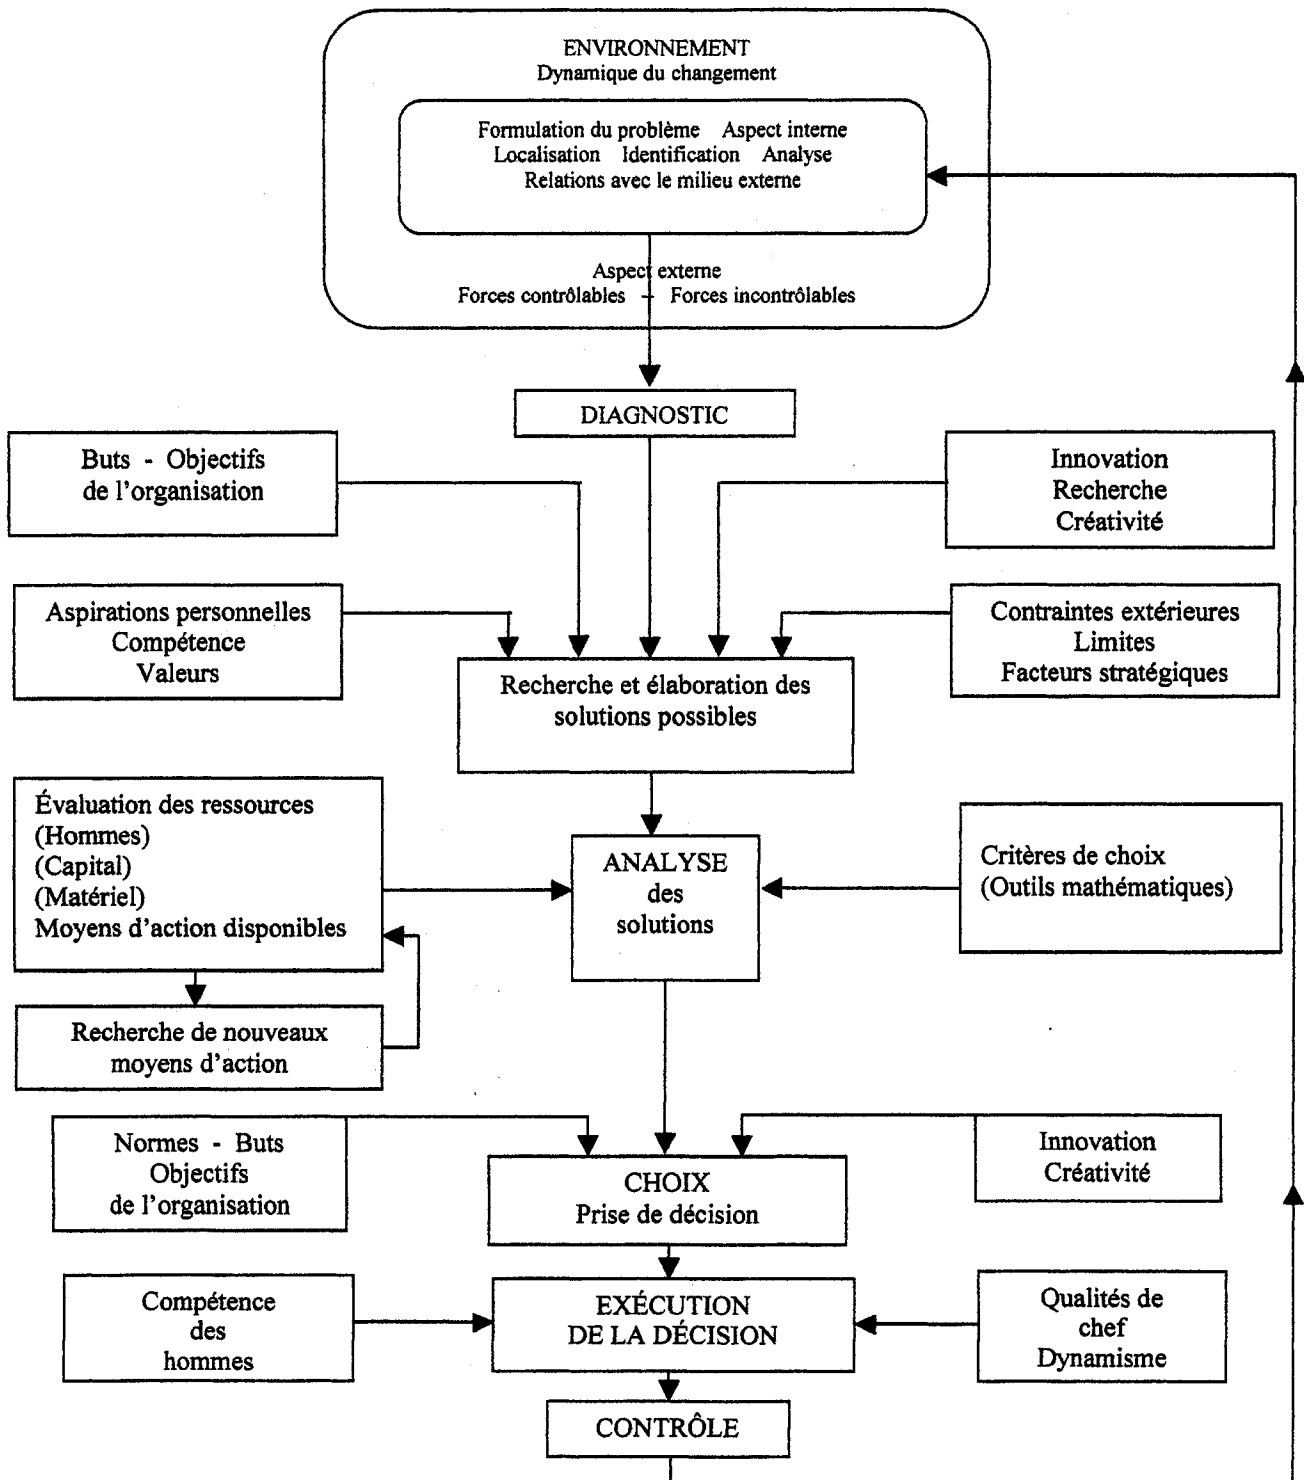 ENVIRONNEMENT
Dynamique du changement
Formulation du problème Aspect interne
Localisation Identification Analyse
Relations avec le milieu externe
Aspect externe
Forces contrôlables - Forces incontrôlables
DIAGNOSTIC
Buts - Objectifs
de l'organisation
Innovation
Recherche
Créativité
Aspirations personnelles
Compétence
Valeurs
Contraintes extérieures
Limites
Facteurs stratégiques
Recherche et élaboration des
solutions possibles
Évaluation des ressources
(Hommes)
(Capital)
(Matériel)
Moyens d'action disponibles
ANALYSE
des
solutions
Critères de choix
(Outils mathématiques)
Recherche de nouveaux
moyens d'action
Normes - Buts
Objectifs
de l'organisation
CHOIX
Prise de décision
Innovation
Créativité
Compétence
des
hommes
EXÉCUTION
DE LA DÉCISION
Qualités de
chef
Dynamisme
CONTRÔLE